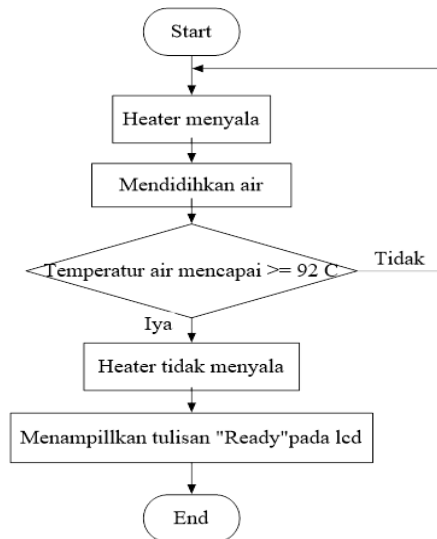 Start
Heater menyala
Mendidihkan air
Temperatur air mencapai >= 92 C
Tidak
Iya
Heater tidak menyala
Menampillkan tulisan "Ready"pada lcd
End